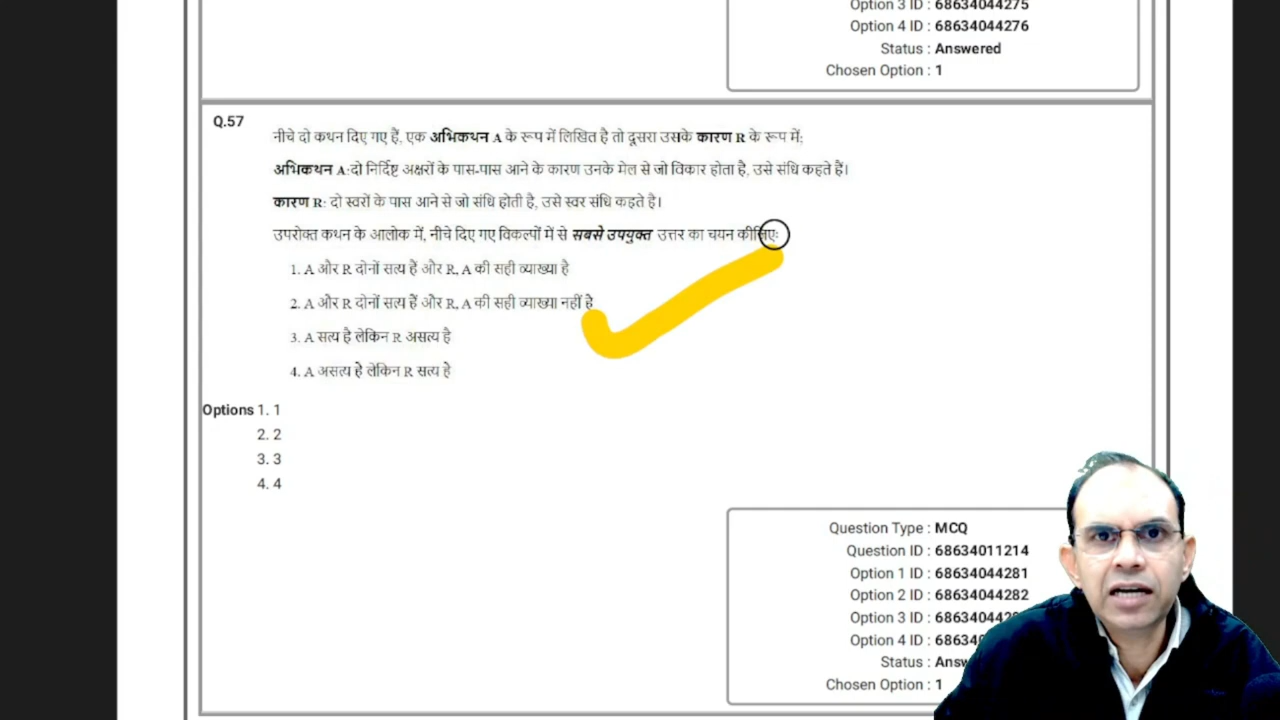 Option 3 ID : 68634044275
Option 4 ID : 68634044276
Status : Answered
Chosen Option : 1
Q.57
नीचे दो कथन दिए गए हैं, एक अभिकथन A के रूप में लिखित है तो दूसरा उसके कारण R के रूप में;
अभिकथन A:दो निर्दिष्ट अक्षरों के पास-पास आने के कारण उनके मेल से जो विकार होता है, उसे संधि कहते हैं।
कारण R: दो स्वरों के पास आने से जो संधि होती है, उसे स्वर संधि कहते है।
उपरोक्त कथन के आलोक में, नीचे दिए गए विकल्पों में से सबसे उपयुक्त उत्तर का चयन कीजिए:
1. A और R दोनों सत्य हैं और R, A की सही व्याख्या है
2. A और R दोनों सत्य हैं और R, A की सही व्याख्या नहीं है
3. A सत्य है लेकिन R असत्य है
4. A असत्य है लेकिन R सत्य है
Options 1. 1
2. 2
3. 3
4. 4
Question Type : MCQ
Question ID : 68634011214
Option 1 ID : 68634044281
Option 2 ID : 68634044282
Option 3 ID :
Option 4 ID :
Status :
Chosen Option : 1